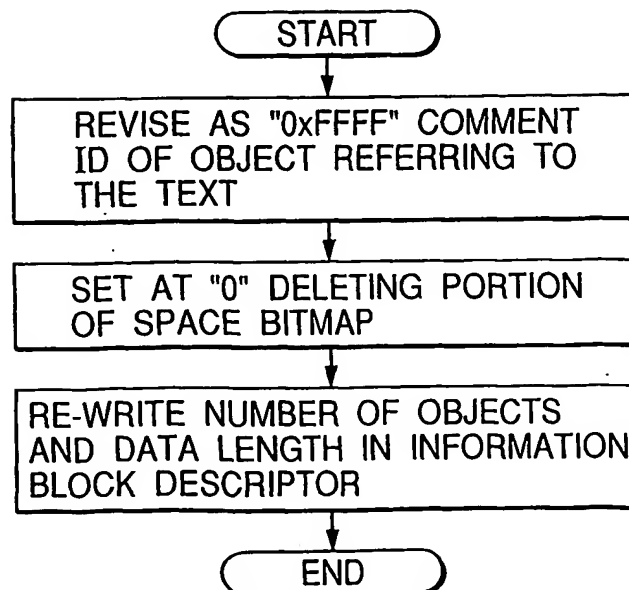 START
REVISE AS "0xFFFF" COMMENT
ID OF OBJECT REFERRING TO
THE TEXT
SET AT "0" DELETING PORTION
OF SPACE BITMAP
RE-WRITE NUMBER OF OBJECTS
AND DATA LENGTH IN INFORMATION
BLOCK DESCRIPTOR
END